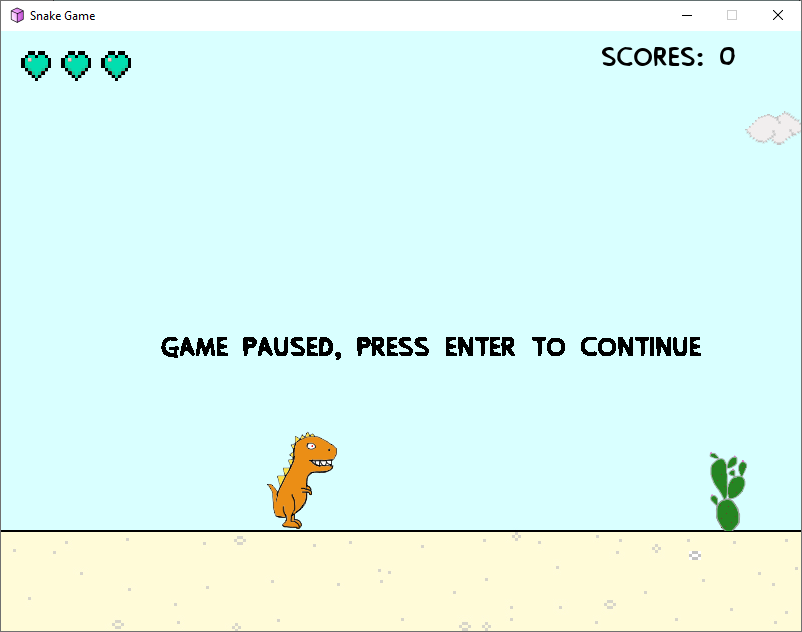 Snake Game
SCORES: 0
GAME PAUSED, PRESS ENTER TO CONTINUE